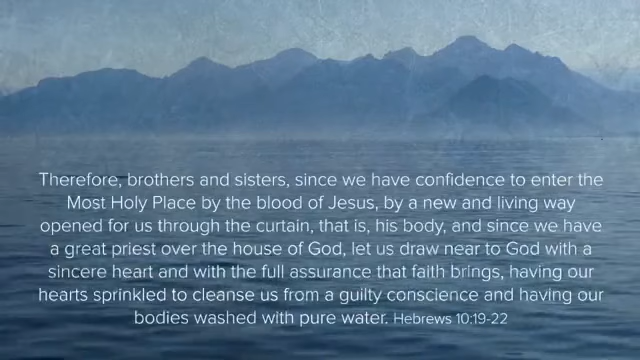 Therefore, brothers and sisters, since we have confidence to enter the
Most Holy Place by the blood of Jesus, by a new and living way
opened for us through the curtain, that is, his body, and since we have
a great priest over the house of God, let us draw near to God with a
sincere heart and with the full assurance that faith brings, having our
hearts sprinkled to cleanse us from a guilty conscience and having our
bodies washed with pure water. Hebrews 10:19-22